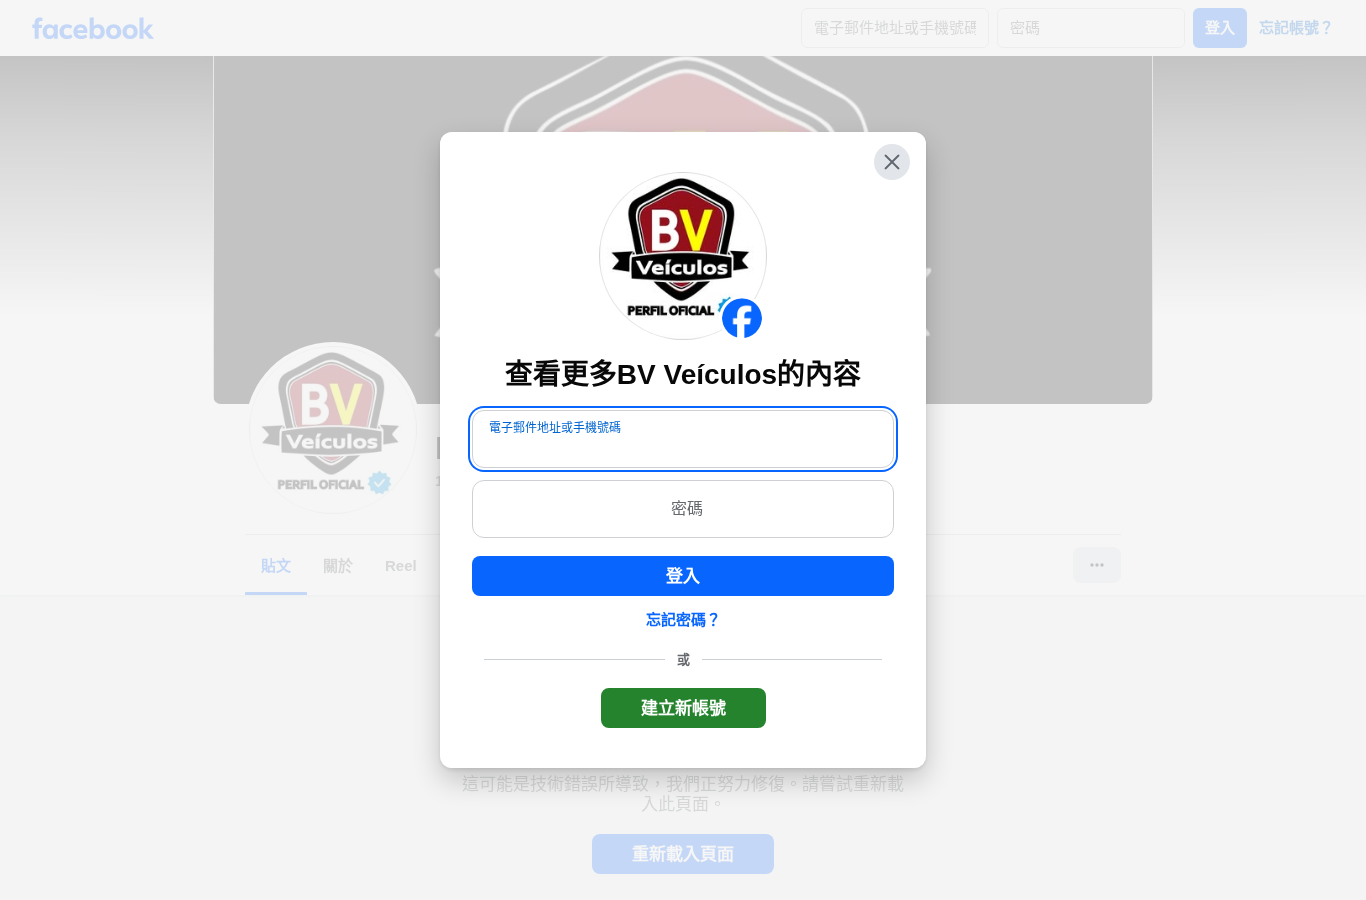 facebook
電子郵件地址或手機號碼
密碼
登入
忘記帳號？
BV
Veículos
PERFIL OFICIAL
查看更多BV Veículos的內容
電子郵件地址或手機號碼
密碼
登入
忘記密碼？
或
建立新帳號
BV
Veículos
PERFIL OFICIAL
貼文
關於
Reel
這可能是技術錯誤所導致，我們正努力修復。請嘗試重新載
入此頁面。
重新載入頁面